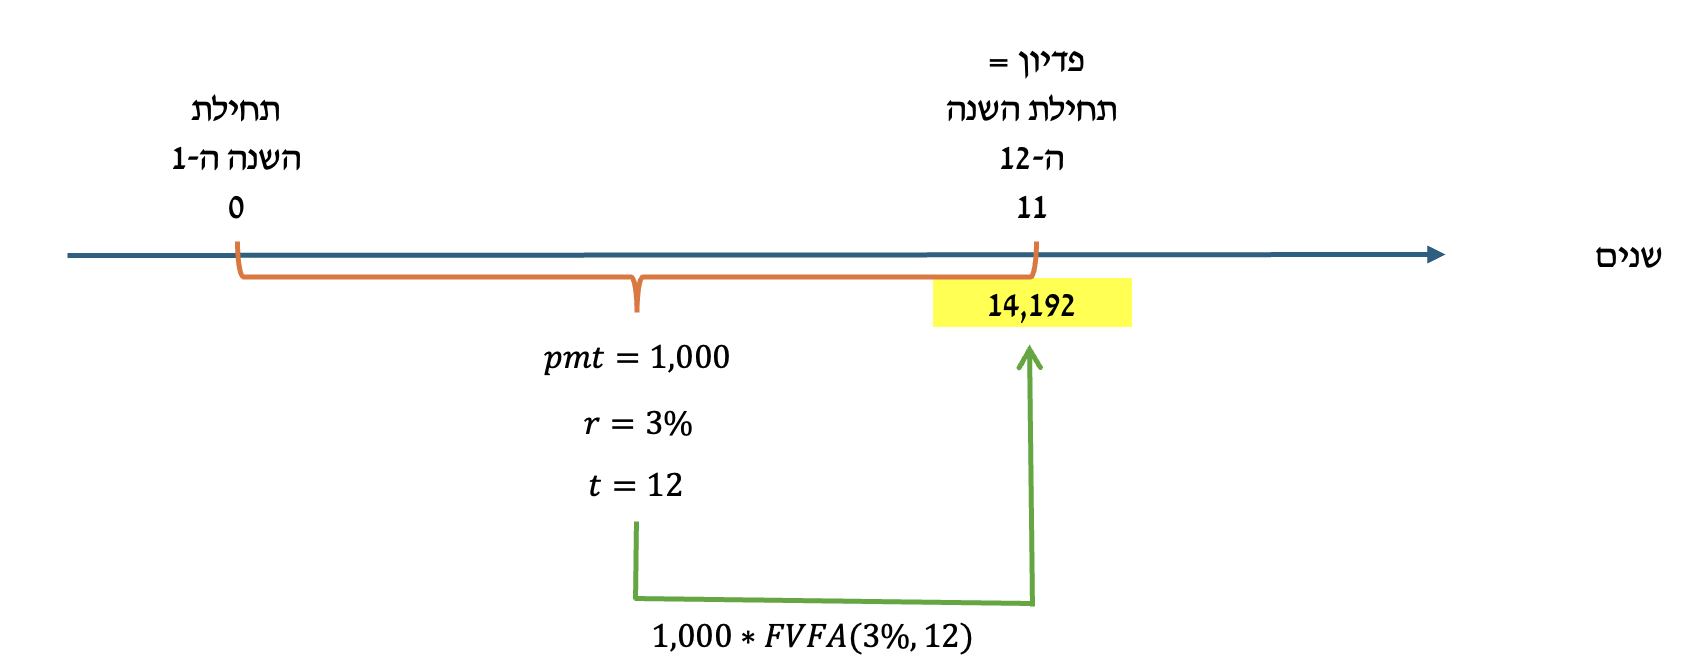 פדיון =
תחילת השנה
ה-12
11
תחילת
השנה ה-1
0
שנים
14,192
pmt = 1,000
r = 3%
t = 12
1,000 ∗ FVFA(3%, 12)